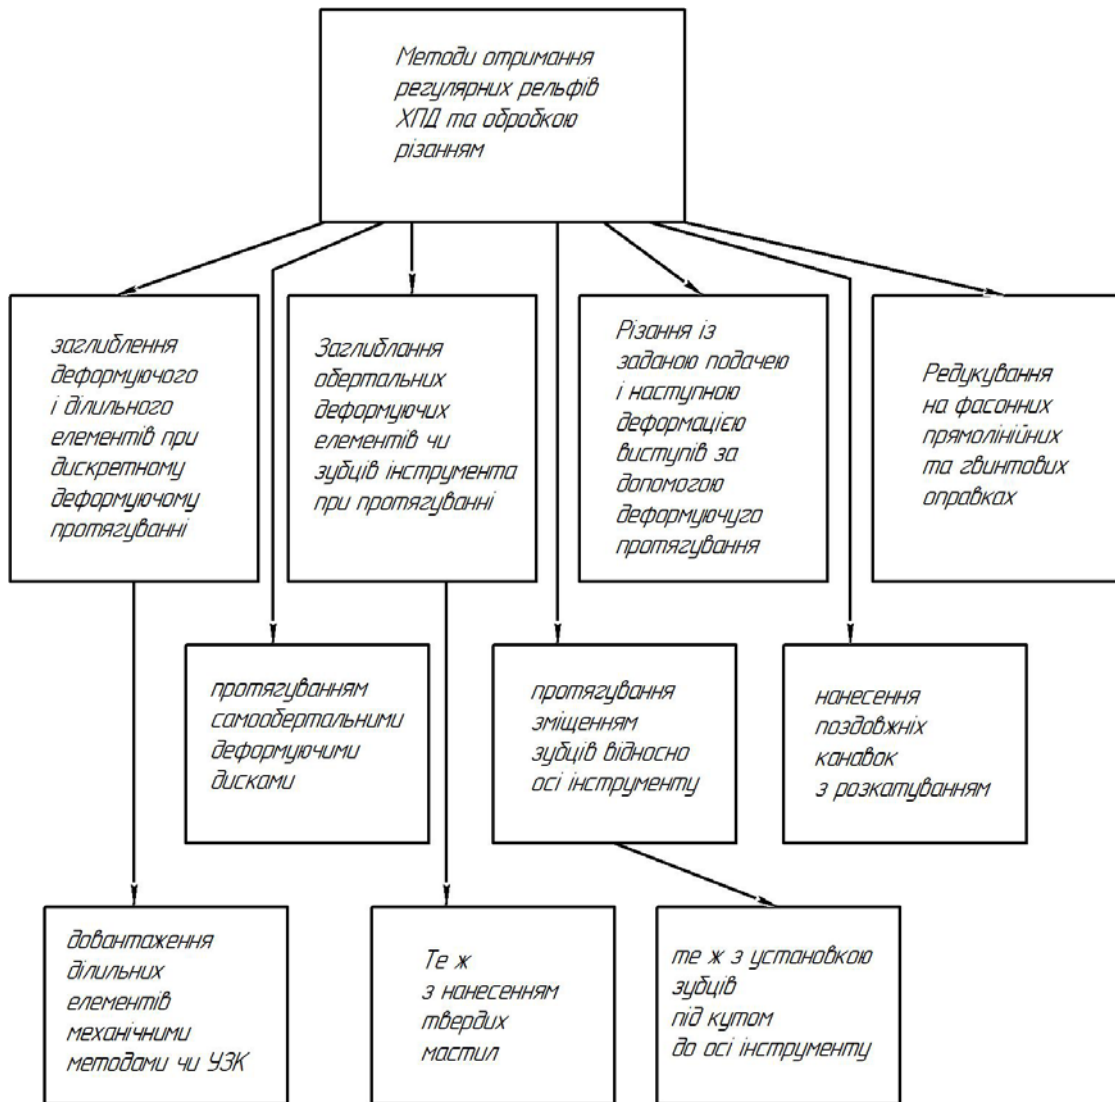 Методи отримання
регулярних рельфів
ХПД та обробкою
різанням
заглиблення
деформуючого
і ділильного
елементів при
дискретному
деформуючому
протягуванні
Заглиблання
обертальних
деформуючих
елементів чи
зубців інструмента
при протягуванні
Різання із
заданою подачею
і наступною
деформацією
виступів за
допомогою
деформуючуго
протягування
Редукування
на фасонних
прямолінійних
та гвинтових
оправках
протягуванням
самообертальними
деформуючими
дисками
протягування
зміщенням
зубців відносно
осі інструменту
нанесення
поздовжніх
канавок
з розкатуванням
довантаження
ділильних
елементів
механічними
методами чи УЗК
Те ж
з нанесенням
твердих
мастил
те ж з установкою
зубців
під кутом
до осі інструменту